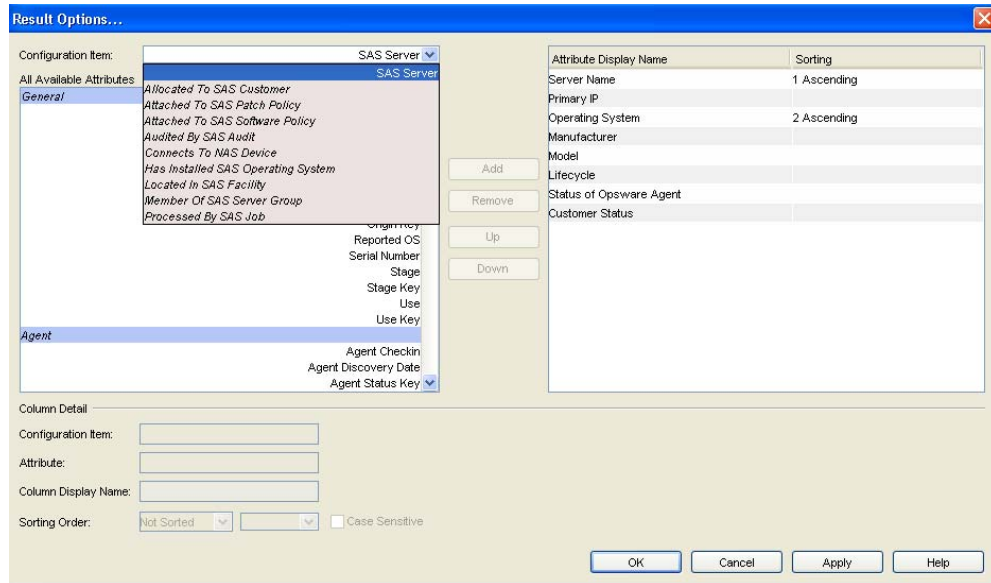 Result Options...
Configuration Item:
SAS Server
All Available Attributes
SAS Server
General
Allocated To SAS Customer
Attached To SAS Patch Policy
Attached To SAS Software Policy
Audited By SAS Audit
Connects To NAS Device
Has Installed SAS Operating System
Located In SAS Facility
Member Of SAS Server Group
Processed By SAS Job
Origin Key
Reported OS
Serial Number
Stage
Stage Key
Use
Use Key
Agent
Agent Checkin
Agent Discovery Date
Agent Status Key
Add
Remove
Up
Down
Attribute Display Name Sorting
Server Name 1 Ascending
Primary IP
Operating System 2 Ascending
Manufacturer
Model
Lifecycle
Status of Opsware Agent
Customer Status
Column Detail
Configuration Item:
Attribute:
Column Display Name:
Sorting Order: Not Sorted Case Sensitive
OK Cancel Apply Help